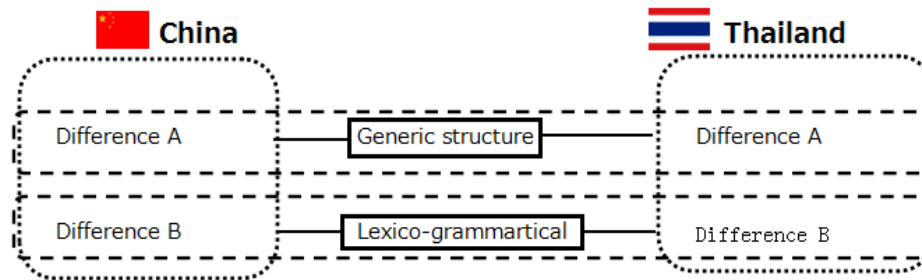 China Thailand
Difference A Generic structure Difference A
Difference B Lexico-grammartical Difference B